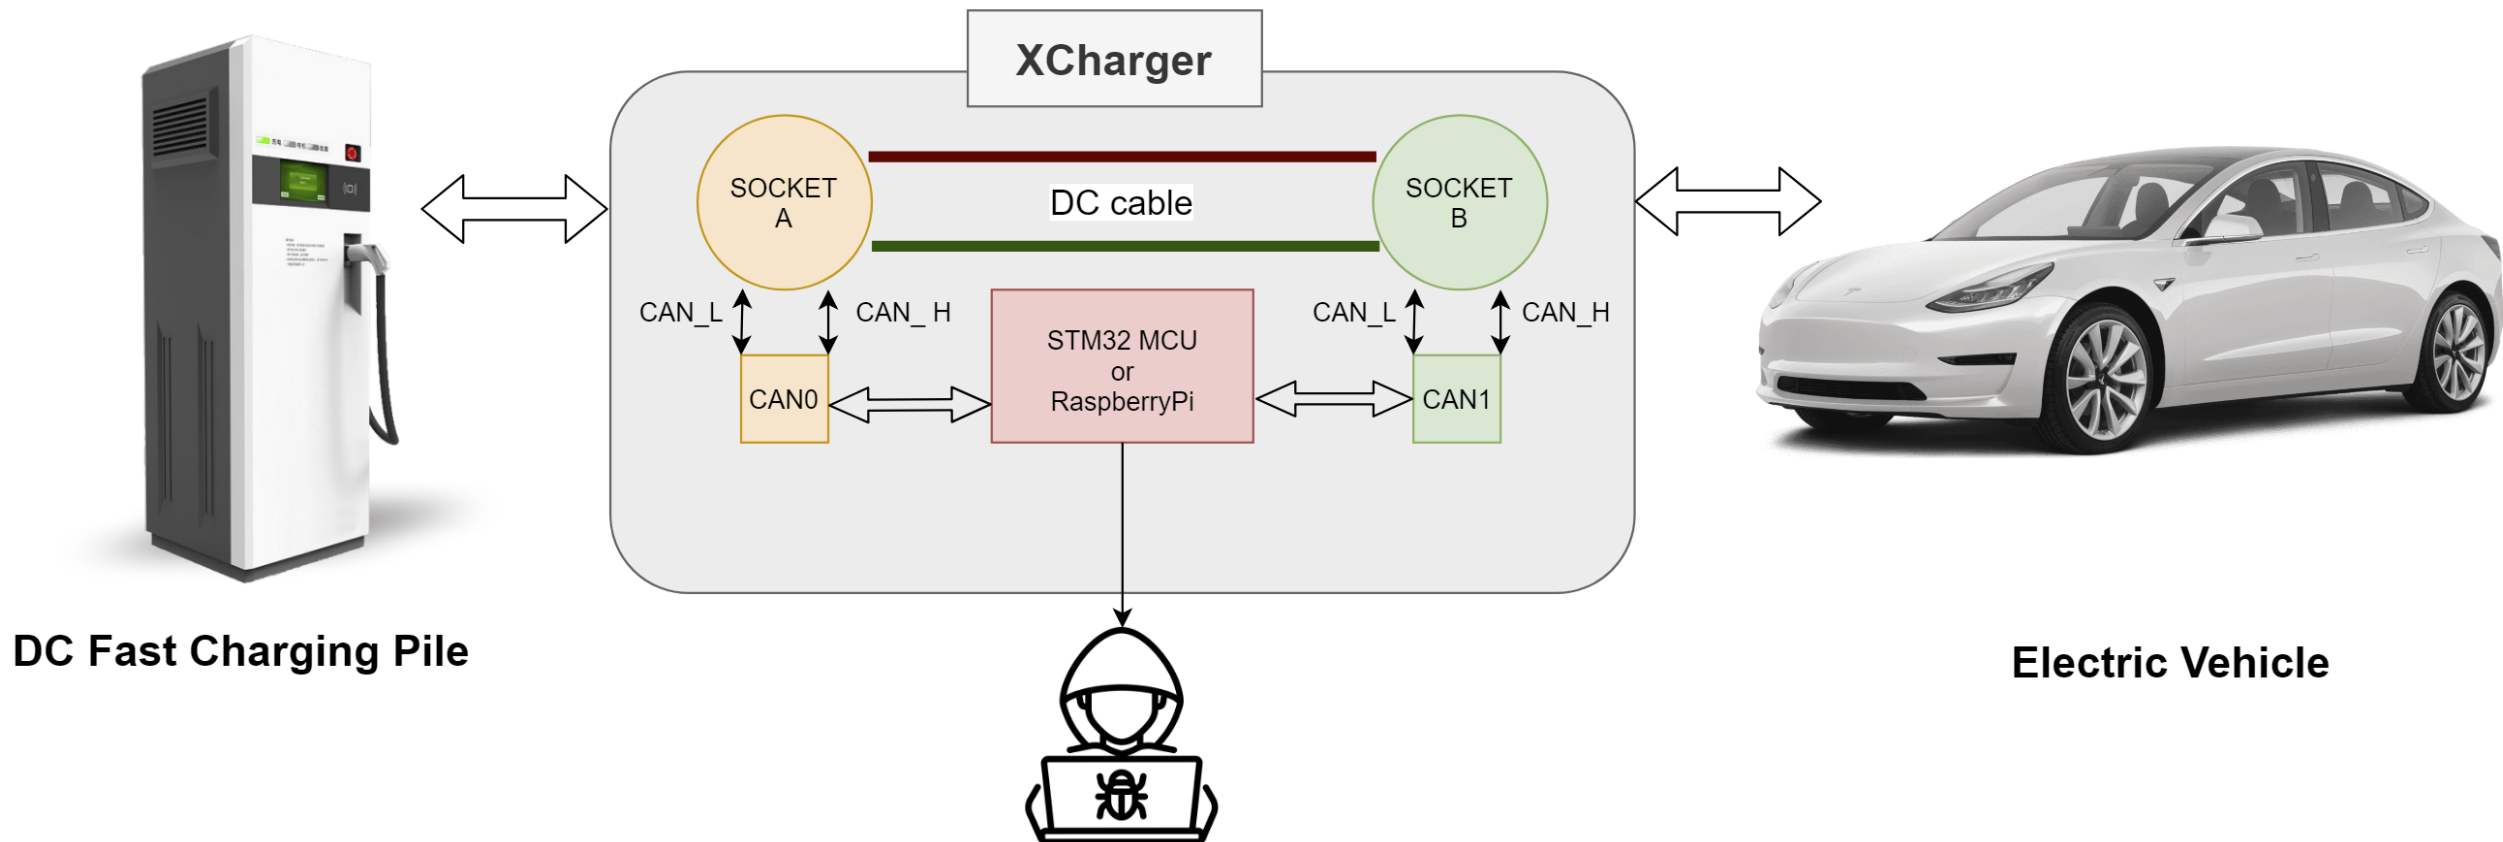 XCharger
SOCKET
A
DC cable
SOCKET
B
CAN_L
CAN_ H
CAN_L
CAN_H
STM32 MCU
or
RaspberryPi
CAN0
CAN1
DC Fast Charging Pile
Electric Vehicle